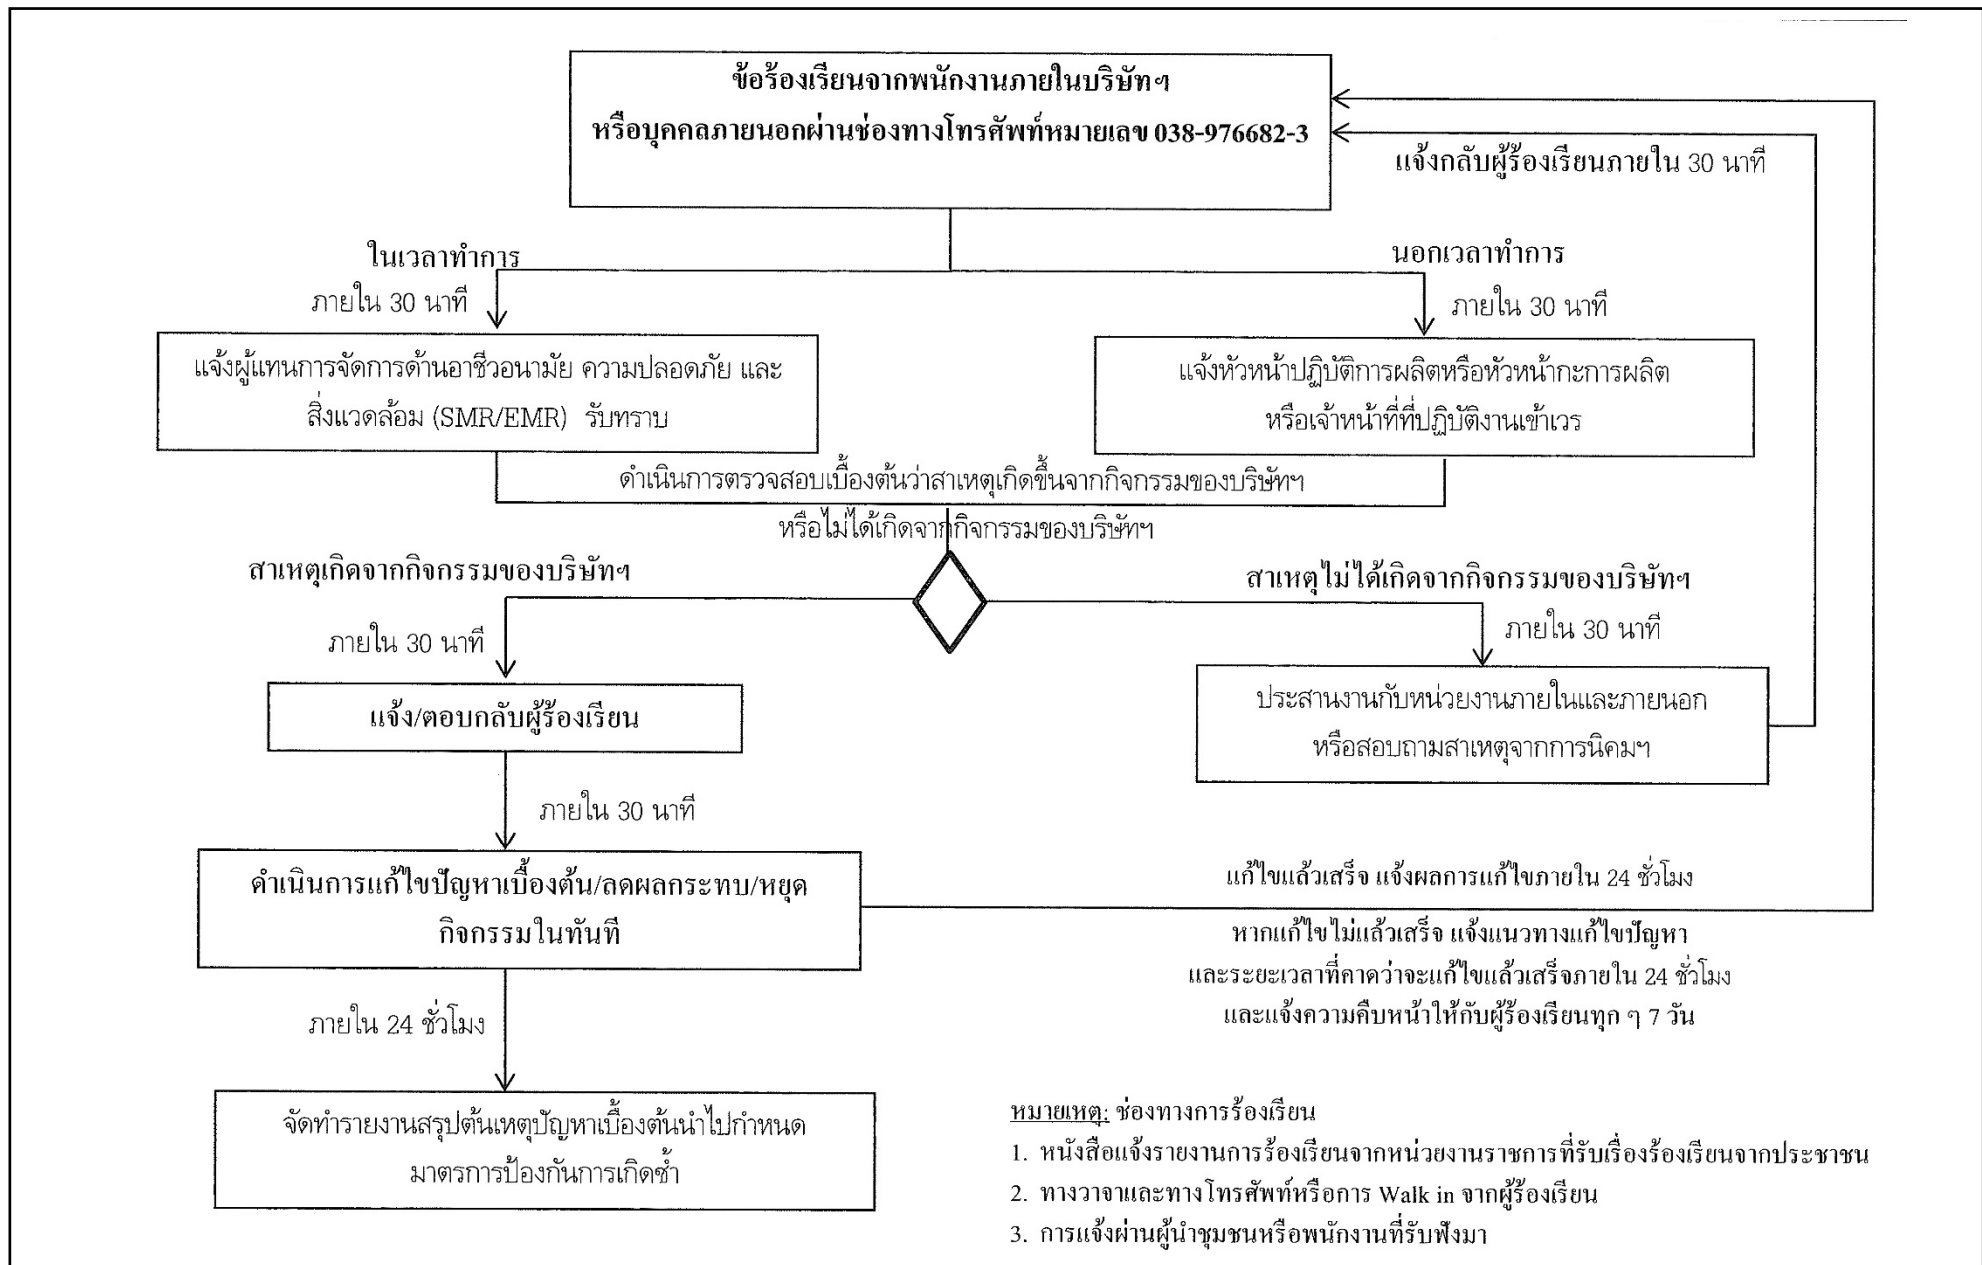 ข้อร้องเรียนจากพนักงานภายในบริษัทฯ
หรือบุคคลภายนอกผ่านช่องทางโทรศัพท์หมายเลข 038-976682-3
แจ้งกลับผู้ร้องเรียนภายใน 30 นาที
ในเวลาทำการ
นอกเวลาทำการ
ภายใน 30 นาที
ภายใน 30 นาที
แจ้งผู้แทนการจัดการด้านอาชีวอนามัย ความปลอดภัย และ
สิ่งแวดล้อม (SMR/EMR) รับทราบ
แจ้งหัวหน้าปฏิบัติการผลิตหรือหัวหน้ากะการผลิต
หรือเจ้าหน้าที่ที่ปฏิบัติงานเข้าเวร
ดำเนินการตรวจสอบเบื้องต้นว่าสาเหตุเกิดขึ้นจากกิจกรรมของบริษัทฯ
หรือไม่ได้เกิดจากกิจกรรมของบริษัทฯ
สาเหตุเกิดจากกิจกรรมของบริษัทฯ
สาเหตุไม่ได้เกิดจากกิจกรรมของบริษัทฯ
ภายใน 30 นาที
ภายใน 30 นาที
แจ้ง/ตอบกลับผู้ร้องเรียน
ประสานงานกับหน่วยงานภายในและภายนอก
หรือสอบถามสาเหตุจากการนิคมฯ
ภายใน 30 นาที
ดำเนินการแก้ไขปัญหาเบื้องต้น/ลดผลกระทบ/หยุด
กิจกรรมในทันที
แก้ไขแล้วเสร็จ แจ้งผลการแก้ไขภายใน 24 ชั่วโมง
หากแก้ไขไม่แล้วเสร็จ แจ้งแนวทางแก้ไขปัญหา
และระยะเวลาที่คาดว่าจะแก้ไขแล้วเสร็จภายใน 24 ชั่วโมง
และแจ้งความคืบหน้าให้กับผู้ร้องเรียนทุก ๆ 7 วัน
ภายใน 24 ชั่วโมง
จัดทำรายงานสรุปต้นเหตุปัญหาเบื้องต้นนำไปกำหนด
มาตรการป้องกันการเกิดซ้ำ
หมายเหตุ: ช่องทางการร้องเรียน
1. หนังสือแจ้งรายงานการร้องเรียนจากหน่วยงานราชการที่รับเรื่องร้องเรียนจากประชาชน
2. ทางวาจาและทางโทรศัพท์หรือการ Walk in จากผู้ร้องเรียน
3. การแจ้งผ่านผู้นำชุมชนหรือพนักงานที่รับฟังมา